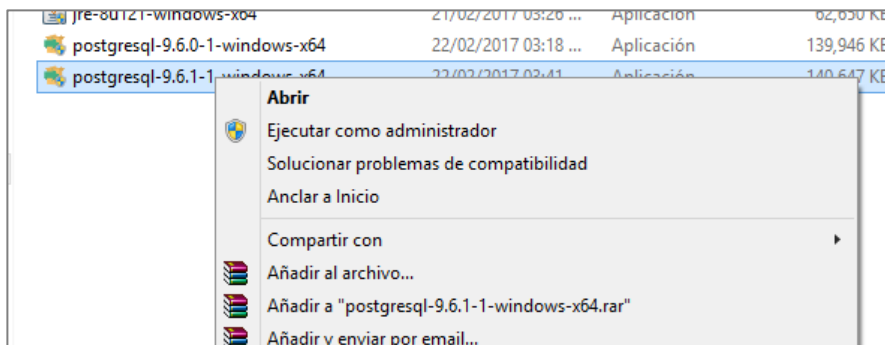 jre-8u121-windows-x64 21/02/2017 03:26 ... Aplicación 62,650 KB
postgresql-9.6.0-1-windows-x64 22/02/2017 03:18 ... Aplicación 139,946 KB
postgresql-9.6.1-1-windows-x64 22/02/2017 03:41 Aplicación 140,647 KB
Abrir
Ejecutar como administrador
Solucionar problemas de compatibilidad
Anclar a Inicio
Compartir con
Añadir al archivo...
Añadir a "postgresql-9.6.1-1-windows-x64.rar"
Añadir y enviar por email...